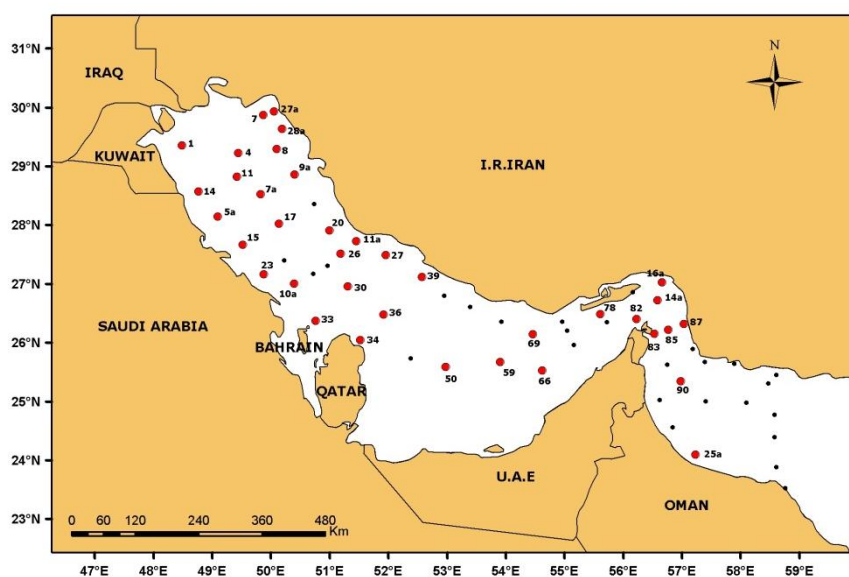 N
31°N
IRAQ
30°N
7
27a
28a
1
4
8
29°N
KUWAIT
I.R.IRAN
11
9a
14
7a
5a
28°N
17
20
15
11a
26
27
23
27°N
39
16a
10a
30
14a
78
82
33
36
87
26°N
SAUDI ARABIA
BAHRAIN
34
69
83
85
50
59
66
QATAR
90
25°N
24°N
25a
U.A.E
OMAN
23°N
0 60 120 240 360 480
Km
47°E 48°E 49°E 50°E 51°E 52°E 53°E 54°E 55°E 56°E 57°E 58°E 59°E